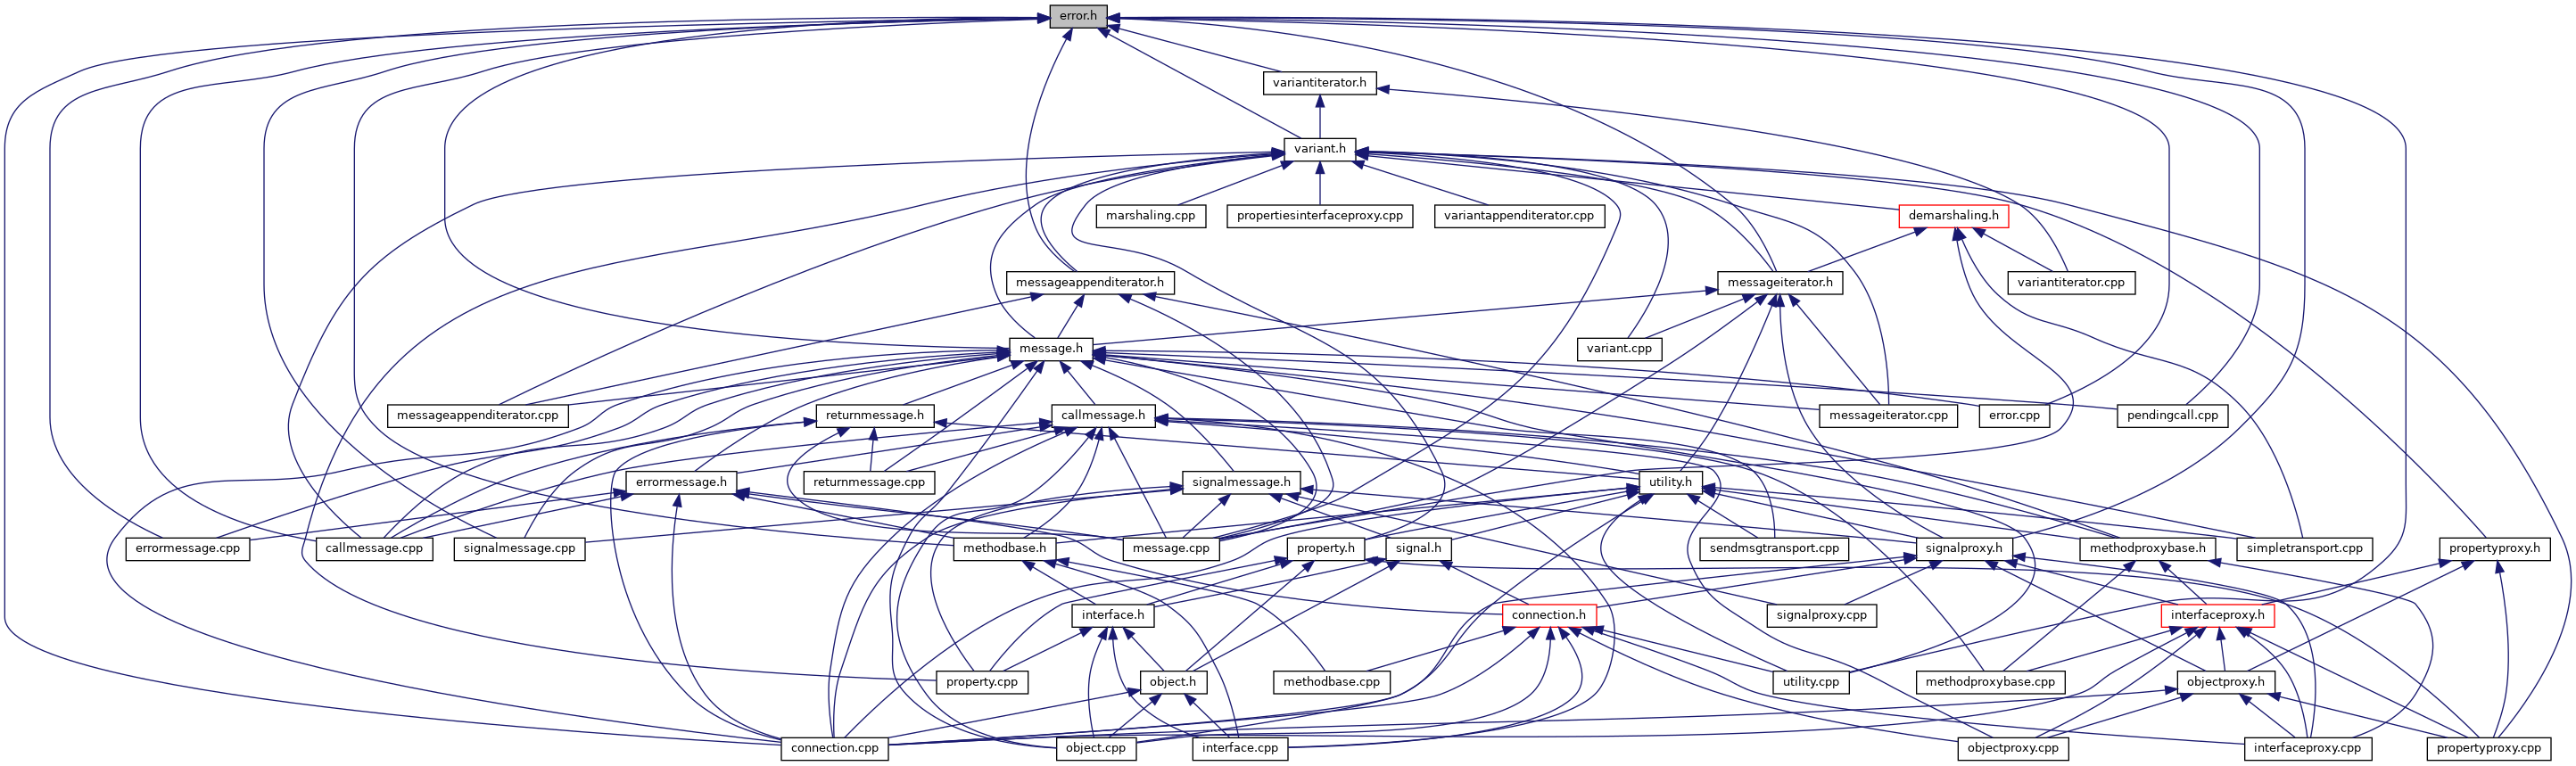 error.h
variantiterator.h
variant.h
marshaling.cpp
propertiesinterfaceproxy.cpp
variantappenditerator.cpp
demarshaling.h
messageappenditerator.h
messageiterator.h
variantiterator.cpp
message.h
variant.cpp
messageappenditerator.cpp
returnmessage.h
callmessage.h
messageiterator.cpp
error.cpp
pendingcall.cpp
errormessage.h
returnmessage.cpp
signalmessage.h
utility.h
errormessage.cpp
callmessage.cpp
signalmessage.cpp
methodbase.h
message.cpp
property.h
signal.h
sendmsgtransport.cpp
signalproxy.h
methodproxybase.h
simpletransport.cpp
propertyproxy.h
interface.h
connection.h
signalproxy.cpp
interfaceproxy.h
property.cpp
object.h
methodbase.cpp
utility.cpp
methodproxybase.cpp
objectproxy.h
connection.cpp
object.cpp
interface.cpp
objectproxy.cpp
interfaceproxy.cpp
propertyproxy.cpp